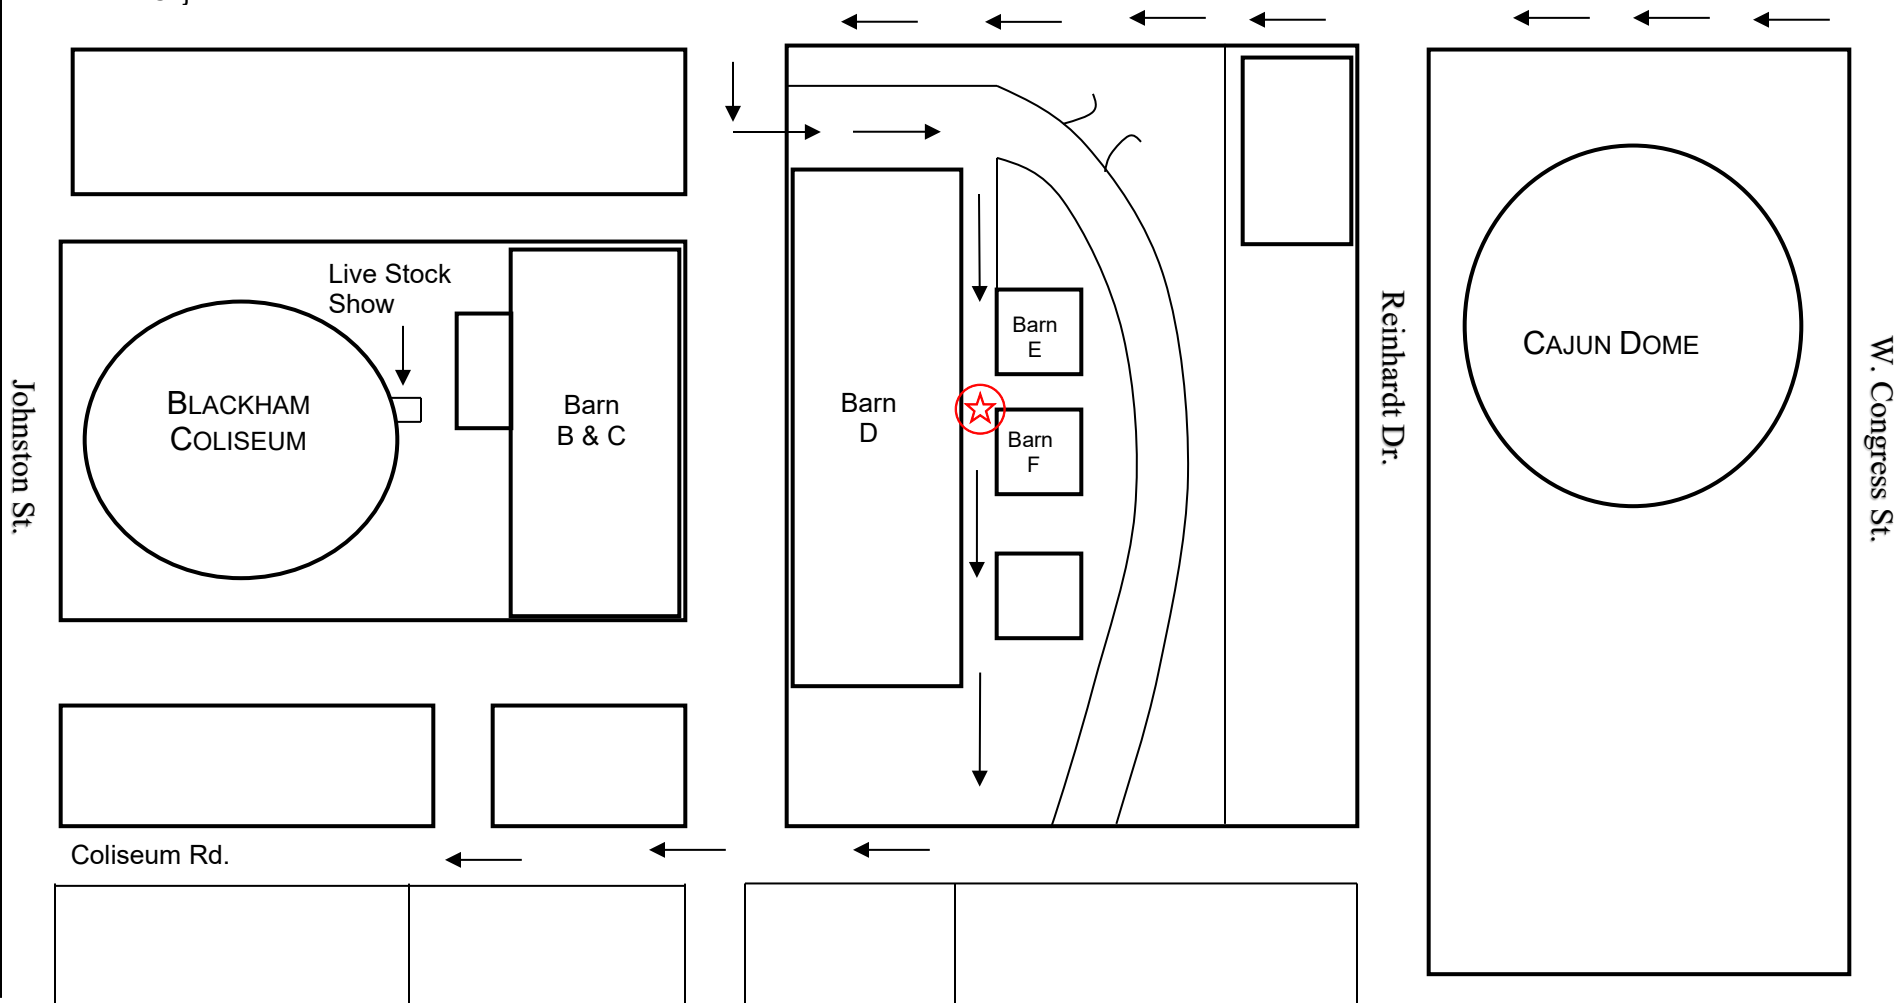 Live Stock
Show
BLACKHAM
COLISEUM
Barn
B & C
Barn
D
Barn
E
Barn
F
CAJUN DOME
Johnston St.
Reinhardt Dr.
W. Congress St.
Coliseum Rd.